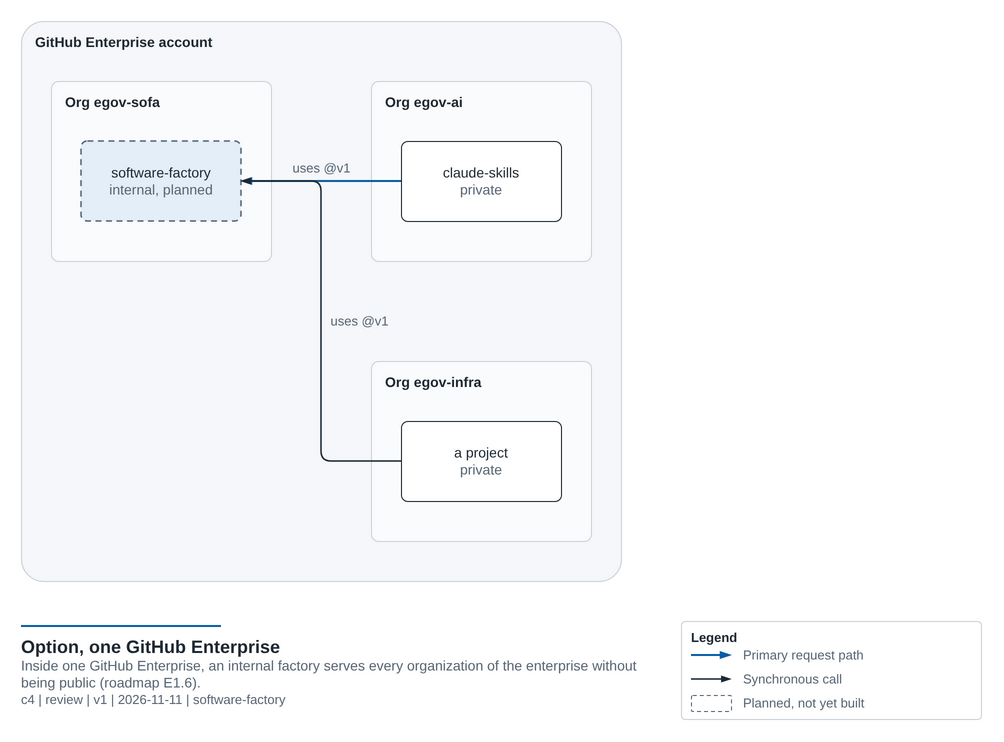 GitHub Enterprise account
Org egov-sofa
Org egov-ai
software-factory
internal, planned
uses @v1
claude-skills
private
uses @v1
Org egov-infra
a project
private
Option, one GitHub Enterprise
Inside one GitHub Enterprise, an internal factory serves every organization of the enterprise without
being public (roadmap E1.6).
c4 | review | v1 | 2026-11-11 | software-factory
Legend
Primary request path
Synchronous call
Planned, not yet built